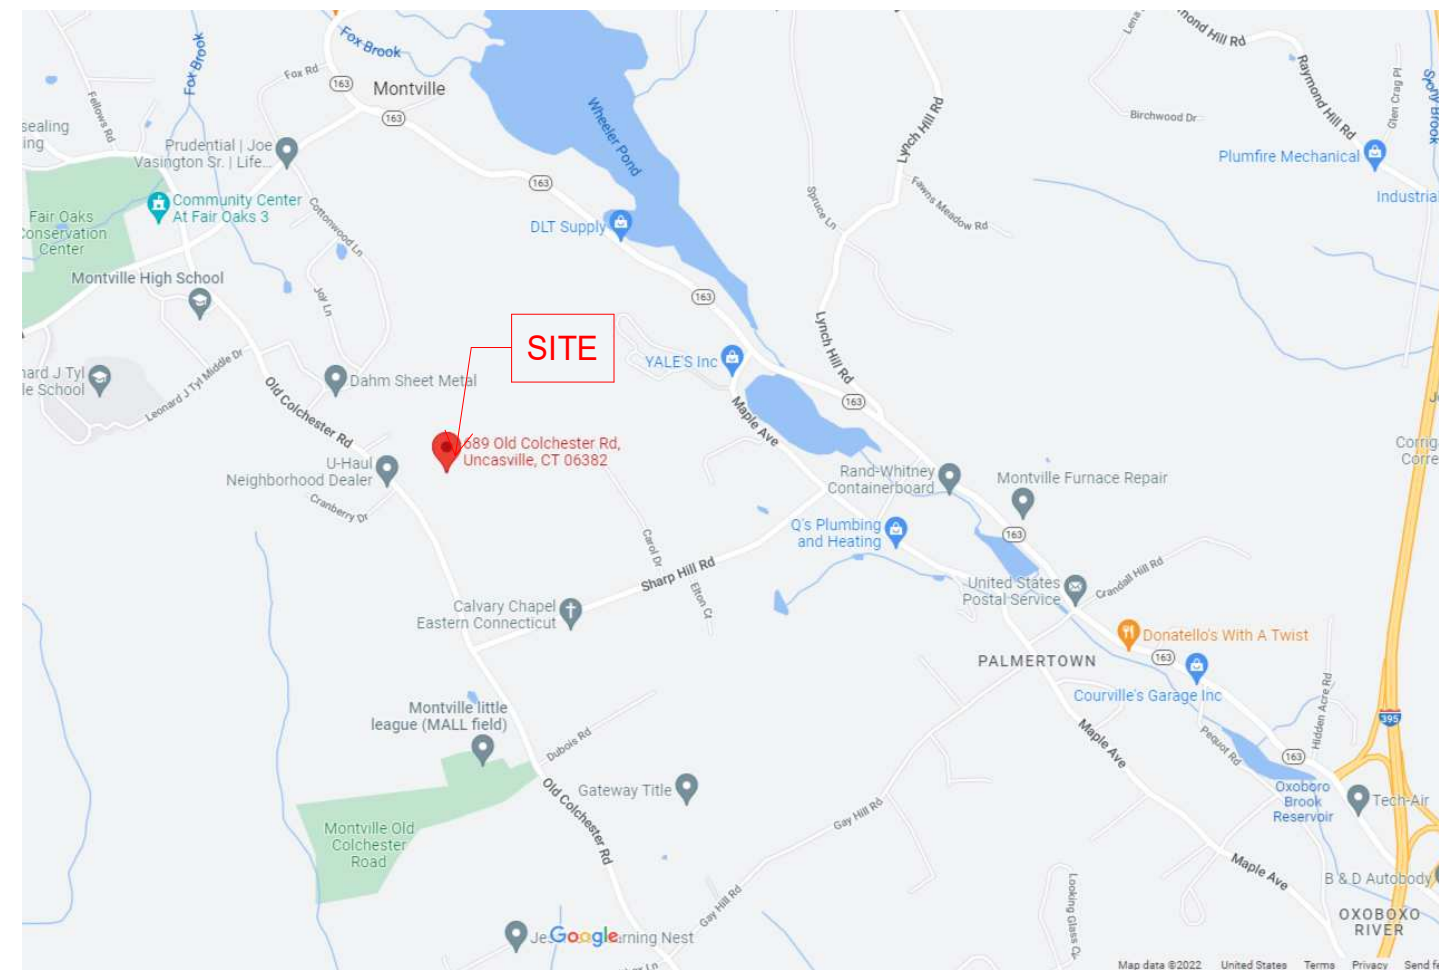 Fox Brook
Fox Brook
Fox Rd
163
Montville
163
Fellows Rd
Wheeler Pond
Lynch Hill Rd
Raymond Hill Rd
Glen Crag Pl
Birchwood Dr
Plumfire Mechanical
Industrial
Prudential | Joe
Vasington Sr. | Life...
Community Center
At Fair Oaks 3
Fair Oaks
Conservation
Center
Cottonwood Ln
163
DLT Supply
Spruce Ln
Fawns Meadow Rd
Montville High School
Joy Ln
163
SITE
YALE'S Inc
Lynch Hill Rd
Leonard J Tyl Middle Dr
Dahm Sheet Metal
Old Colchester Rd
Maple Ave
163
689 Old Colchester Rd,
Uncasville, CT 06382
U-Haul
Neighborhood Dealer
Cranberry Dr
Rand-Whitney
Containerboard
Montville Furnace Repair
Q's Plumbing
and Heating
163
Carol Dr
Sharp Hill Rd
Elton Ct
United States
Postal Service
Crandall Hill Rd
Calvary Chapel
Eastern Connecticut
Donatello's With A Twist
163
PALMERTOWN
Courville's Garage Inc
Montville little
league (MALL field)
Dubois Rd
Maple Ave
Pequot Rd
Hidden Acre Rd
395
163
Old Colchester Rd
Gateway Title
Gay Hill Rd
Oxoboro
Brook
Reservoir
Tech-Air
Montville Old
Colchester
Road
Maple Ave
B & D Autobody
Gay Hill Rd
Looking Glass
OXOBOXO
RIVER
Google
rning Nest
Map data ©2022 United States Terms Privacy